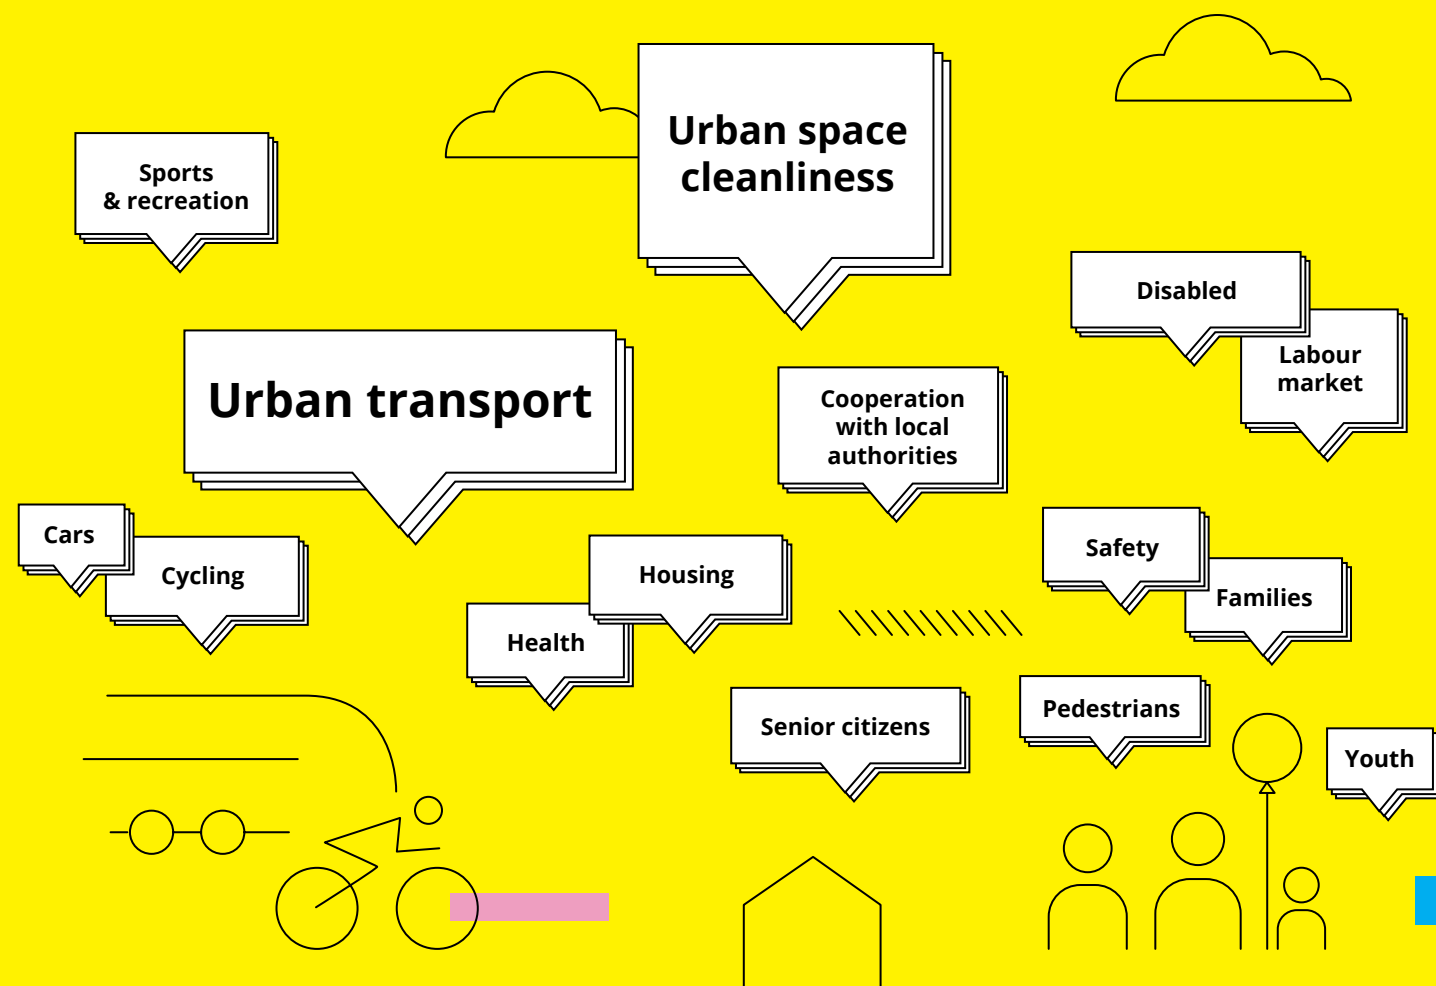 Urban space
cleanliness
Sports
& recreation
Disabled
Labour
market
Urban transport
Cooperation
with local
authorities
Cars
Cycling
Housing
Health
Safety
Families
Senior citizens
Pedestrians
Youth